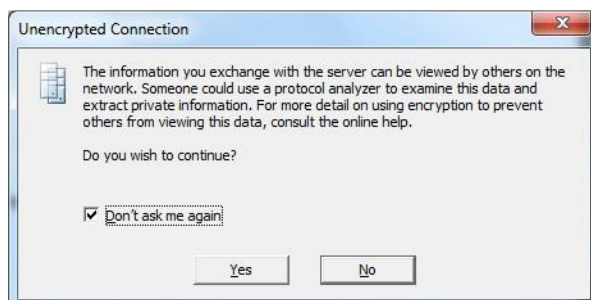 Unencrypted Connection
The information you exchange with the server can be viewed by others on the
network. Someone could use a protocol analyzer to examine this data and
extract private information. For more detail on using encryption to prevent
others from viewing this data, consult the online help.
Do you wish to continue?
Don't ask me again
Yes No